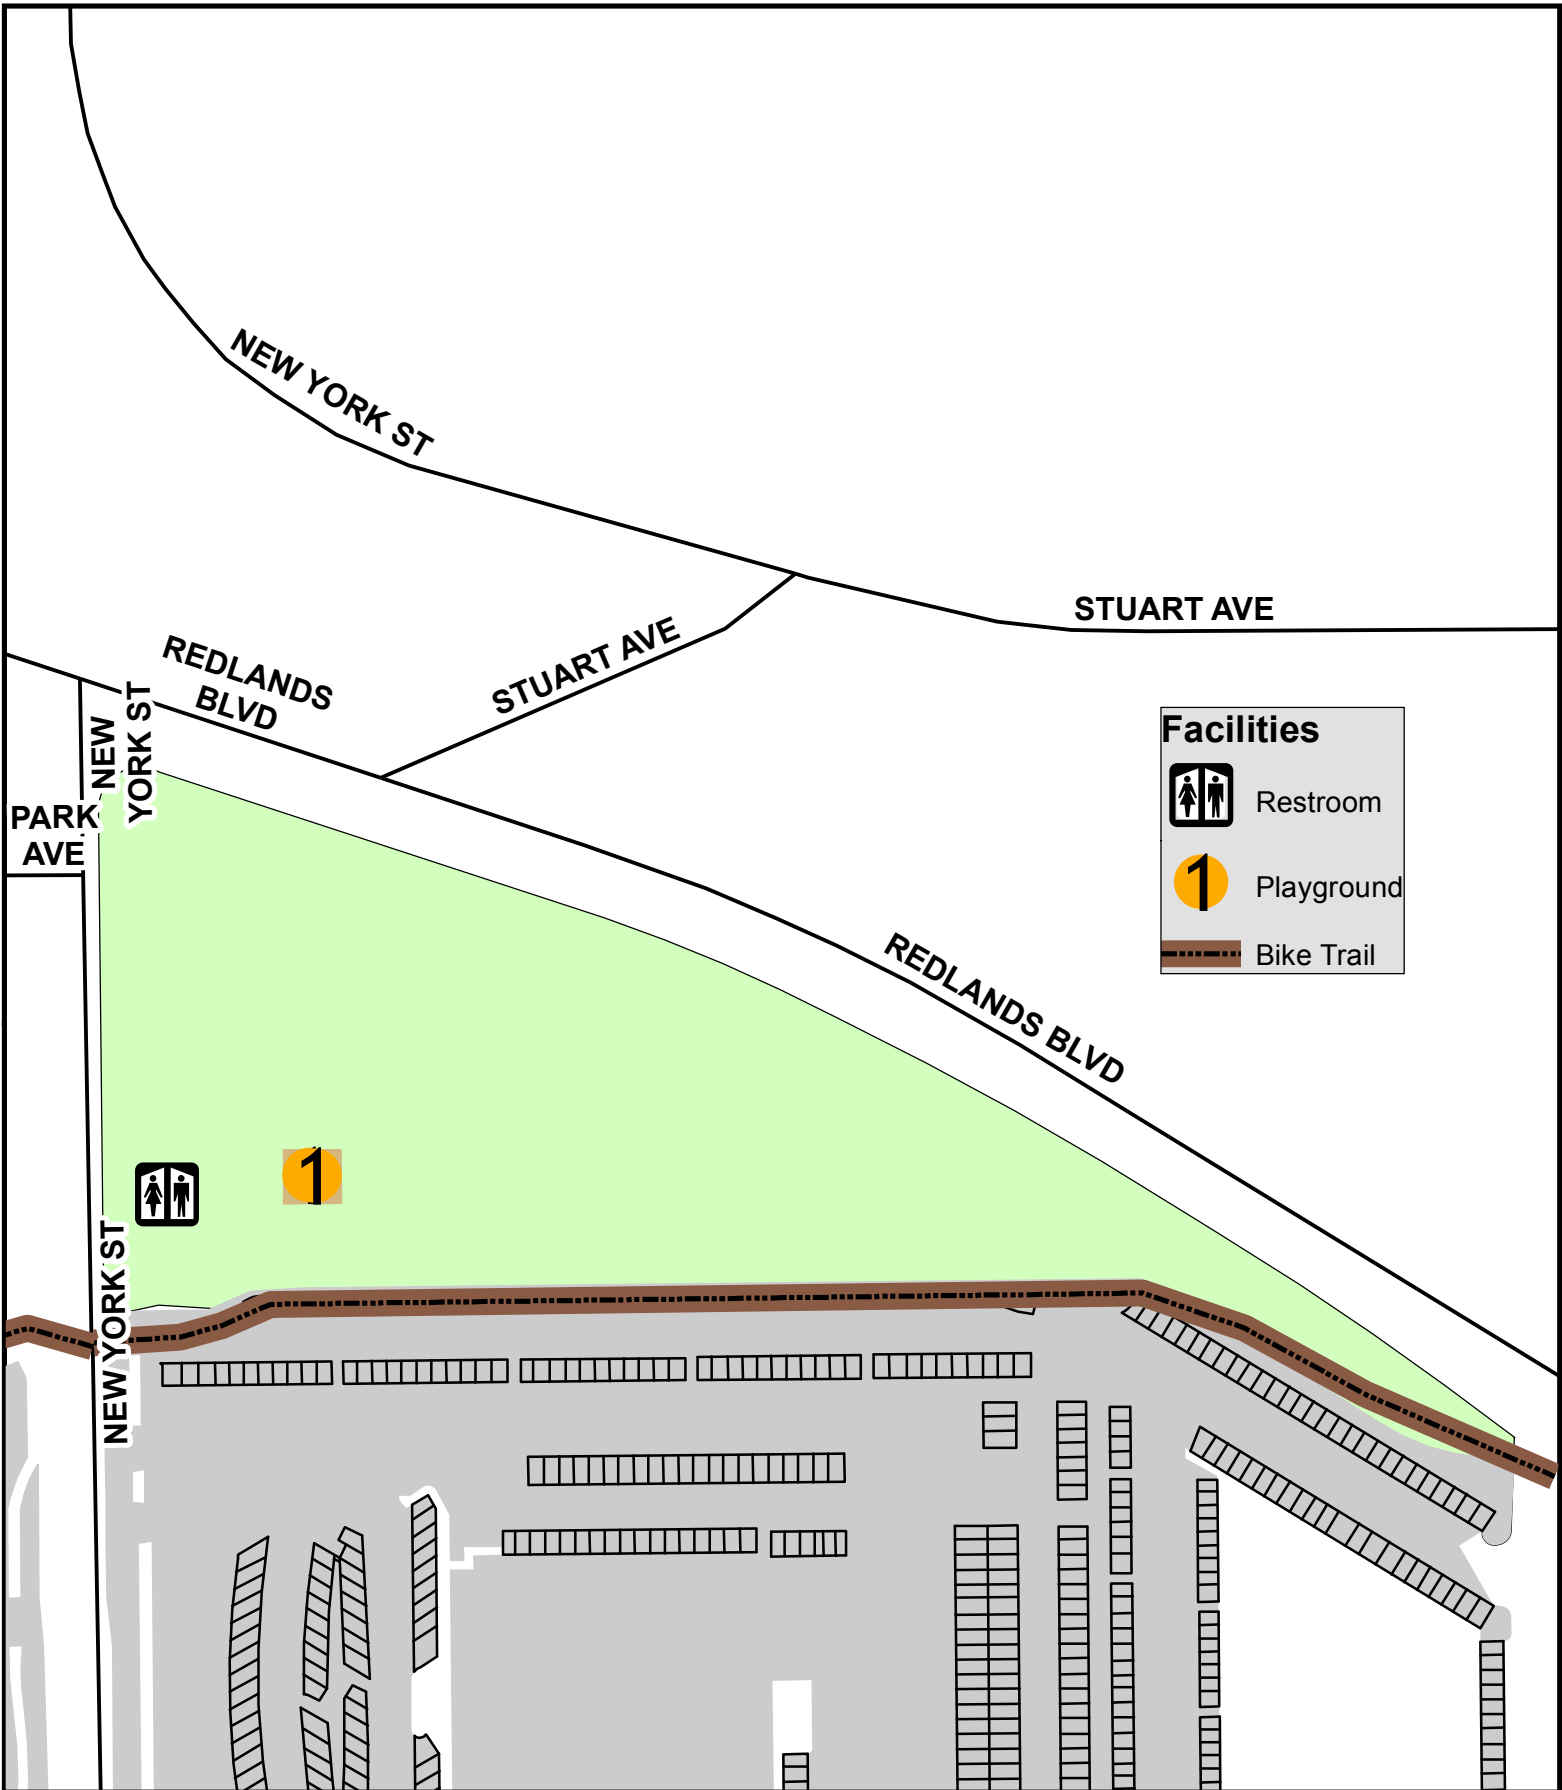 NEW YORK ST
STUART AVE
STUART AVE
REDLANDS
BLVD
NEW
YORK ST
PARK
AVE
Facilities
Restroom
1
Playground
Bike Trail
REDLANDS BLVD
1
NEW YORK ST